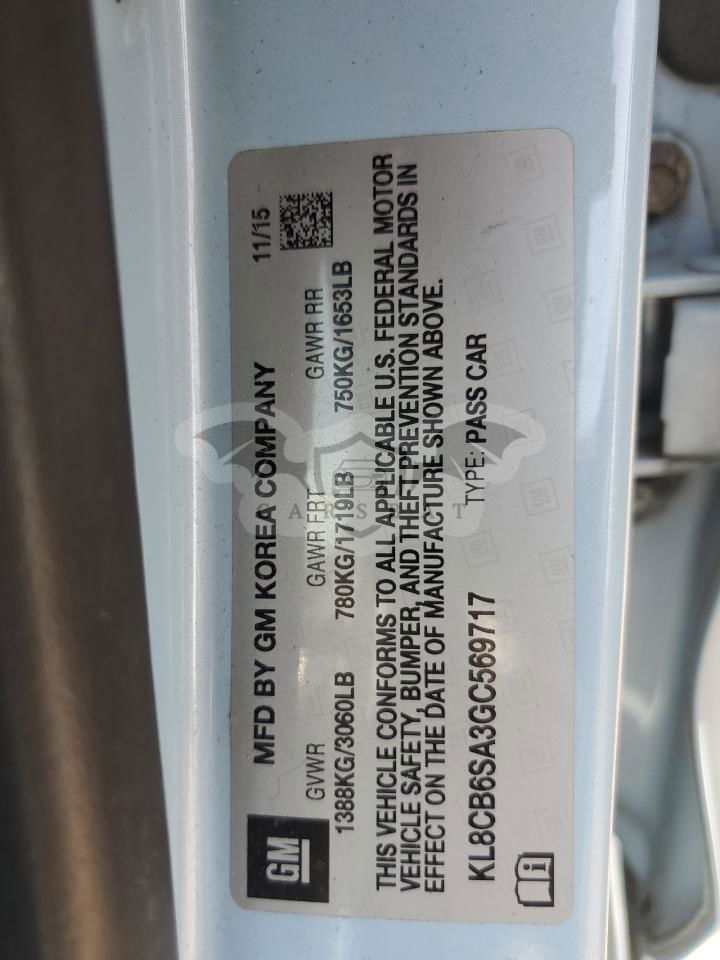 GM
MFD BY GM KOREA COMPANY 11/15
GVWR GAWR FRT GAWR RR
1388KG/3060LB 780KG/1719LB 750KG/1653LB
THIS VEHICLE CONFORMS TO ALL APPLICABLE U.S. FEDERAL MOTOR
VEHICLE SAFETY, BUMPER, AND THEFT PREVENTION STANDARDS IN
EFFECT ON THE DATE OF MANUFACTURE SHOWN ABOVE.
KL8CB6SA3GC569717 TYPE: PASS CAR